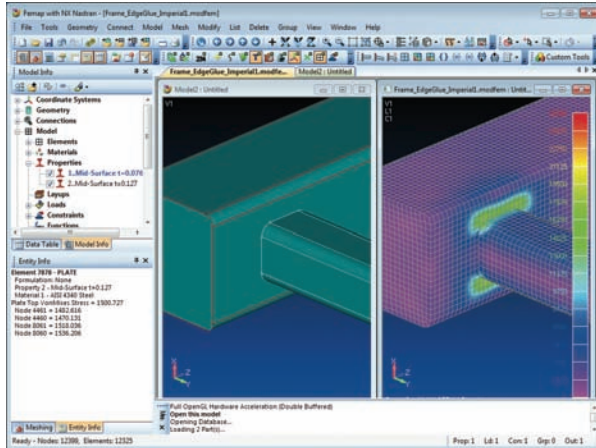 Femap with NX Nastran - [Frame_EdgeGlue_Imperial1.modfem]
File Tools Geometry Connect Model Mesh Modify List Delete Group View Window Help
Custom Tools
Model Info
Frame_EdgeGlue_Imperial1.modfe... Model2 : Untitled
Model2 : Untitled
Frame_EdgeGlue_Imperial1.modfem : Untit...
V1
V1
L1
C1
Coordinate Systems
Geometry
Connections
Model
Elements
Materials
Properties
1..Mid-Surface t=0.076
2..Mid-Surface t=0.127
Layups
Loads
Constraints
Functions
Data Table Model Info
Entity Info
Element 7878 - PLATE
Formulation: None
Property 2 - Mid-Surface t=0.127
Material 1 - AISI 4340 Steel
Plate Top VonMises Stress = 1500.727
Node 4461 = 1482.616
Node 4460 = 1470.131
Node 8061 = 1518.036
Node 8060 = 1536.206
X Y Z
X Y Z
Full OpenGL Hardware Acceleration (Double Buffered)
Open this model
Opening Database...
Loading 2 Part(s)...
Meshing Entity Info
Ready - Nodes: 12399, Elements: 12325
Prop: 1 Ld: 1 Con: 1 Grp: 0 Out: 1